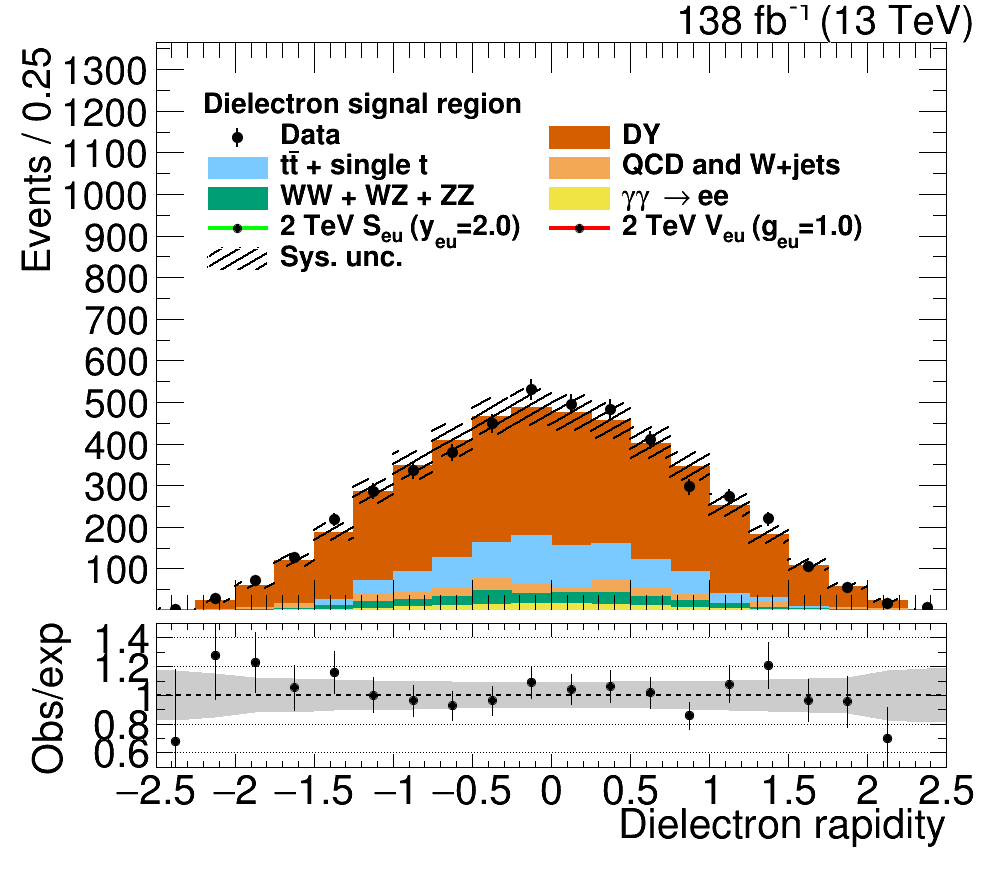 138 fb⁻¹ (13 TeV)
Events / 0.25
1300
1200
1100
1000
900
800
700
600
500
400
300
200
100
Dielectron signal region
Data
DY
tt̄ + single t
QCD and W+jets
WW + WZ + ZZ
γγ → ee
2 TeV S_eu (y_eu=2.0)
2 TeV V_eu (g_eu=1.0)
Sys. unc.
Obs/exp
1.4
1.2
1
0.8
0.6
−2.5 −2 −1.5 −1 −0.5 0 0.5 1 1.5 2 2.5
Dielectron rapidity